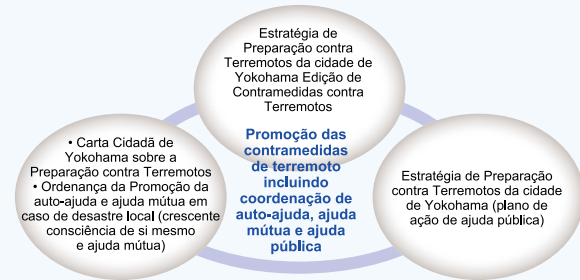 Estratégia de
Preparação contra
Terremotos da cidade de
Yokohama Edição de
Contramedidas contra
Terremotos
Promoção das
contramedidas
de terremoto
incluindo
coordenação de
auto-ajuda, ajuda
mútua e ajuda
pública
• Carta Cidadã de
Yokohama sobre a
Preparação contra Terremotos
• Ordenança da Promoção da
auto-ajuda e ajuda mútua em
caso de desastre local (crescente
consciência de si mesmo
e ajuda mútua)
Estratégia de Preparação
contra Terremotos da cidade
de Yokohama (plano de
ação de ajuda pública)